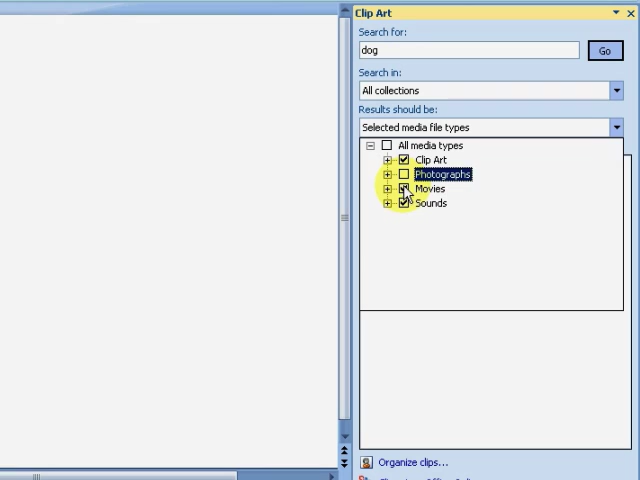 Clip Art
Search for:
dog
Go
Search in:
All collections
Results should be:
Selected media file types
All media types
Clip Art
Photographs
Movies
Sounds
Organize clips...